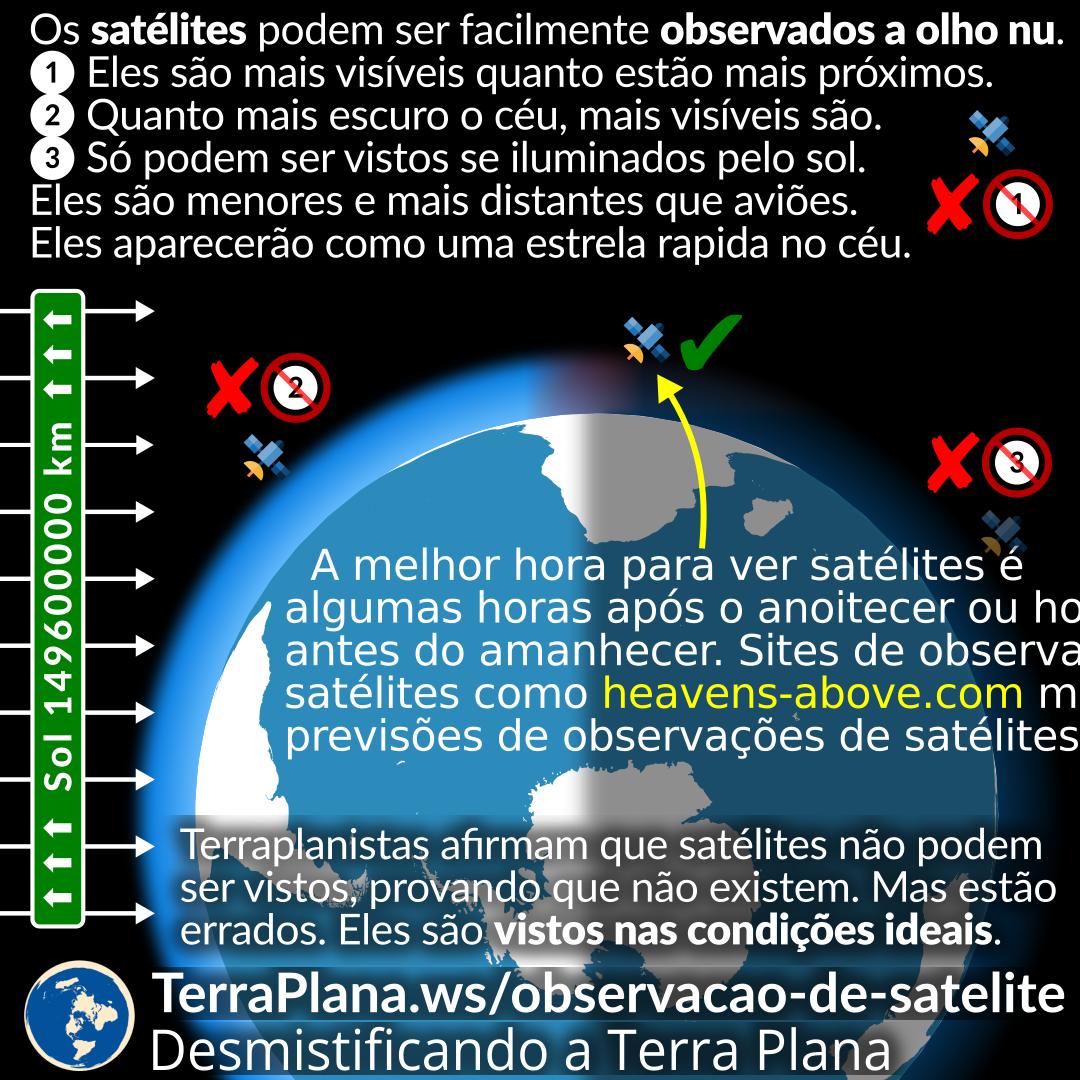 Os satélites podem ser facilmente observados a olho nu.
1 Eles são mais visíveis quanto estão mais próximos.
2 Quanto mais escuro o céu, mais visíveis são.
3 Só podem ser vistos se iluminados pelo sol.
Eles são menores e mais distantes que aviões.
Eles aparecerão como uma estrela rapida no céu.
1
2
3
Sol 149600000 km
A melhor hora para ver satélites é
algumas horas após o anoitecer ou ho
antes do amanhecer. Sites de observa
satélites como heavens-above.com m
previsões de observações de satélites
Terraplanistas afirmam que satélites não podem
ser vistos, provando que não existem. Mas estão
errados. Eles são vistos nas condições ideais.
TerraPlana.ws/observacao-de-satelite
Desmistificando a Terra Plana